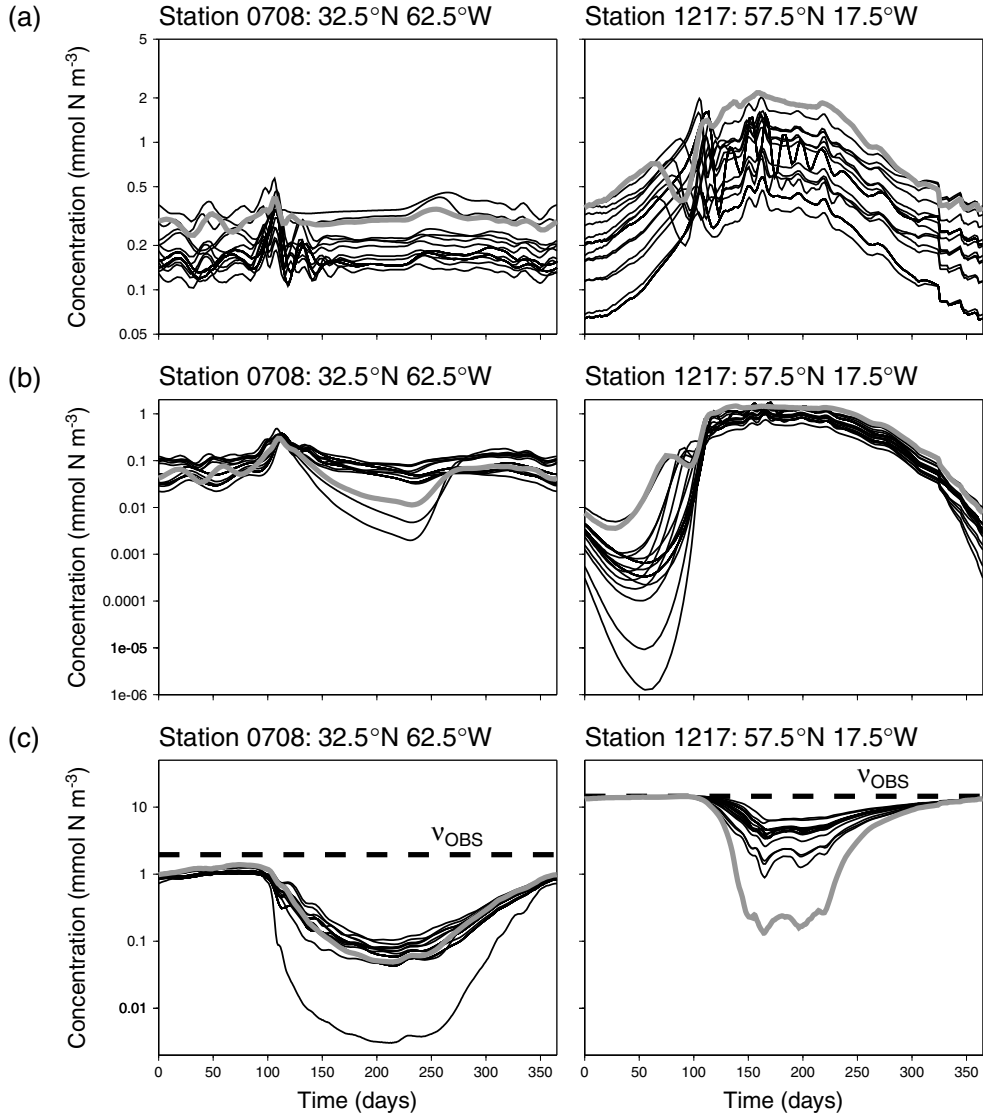 (a)
Station 0708: 32.5°N 62.5°W
Station 1217: 57.5°N 17.5°W
Concentration (mmol N m⁻³)
5
2
1
0.5
0.2
0.1
0.05
(b)
Station 0708: 32.5°N 62.5°W
Station 1217: 57.5°N 17.5°W
Concentration (mmol N m⁻³)
1
0.1
0.01
0.001
0.0001
1e-05
1e-06
(c)
Station 0708: 32.5°N 62.5°W
Station 1217: 57.5°N 17.5°W
Concentration (mmol N m⁻³)
10
1
0.1
0.01
νOBS
νOBS
0 50 100 150 200 250 300 350
0 50 100 150 200 250 300 350
Time (days)
Time (days)